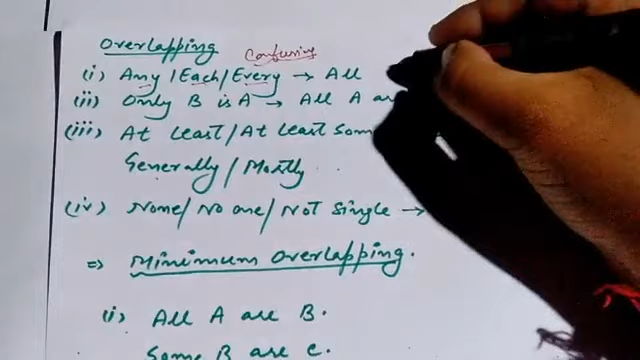 Overlapping Confusing
(i) Any/Each/Every → All
(ii) Only B is A → All A
(iii) At least/At least
Generally/Mostly
(iv) None/No one/Not Single →
⇒ Minimum overlapping.
(i) All A are B.
Some B are C.